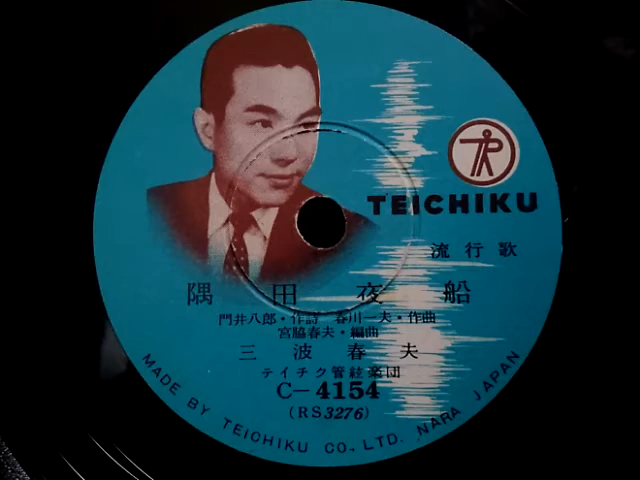 TEICHIKU
流行歌
隅田夜船
門井八郎・作詩 春川一夫・作曲
宮脇春夫・編曲
三波春夫
テイチク管絃楽団
C-4154
(RS3276)
MADE BY TEICHIKU CO., LTD. NARA JAPAN